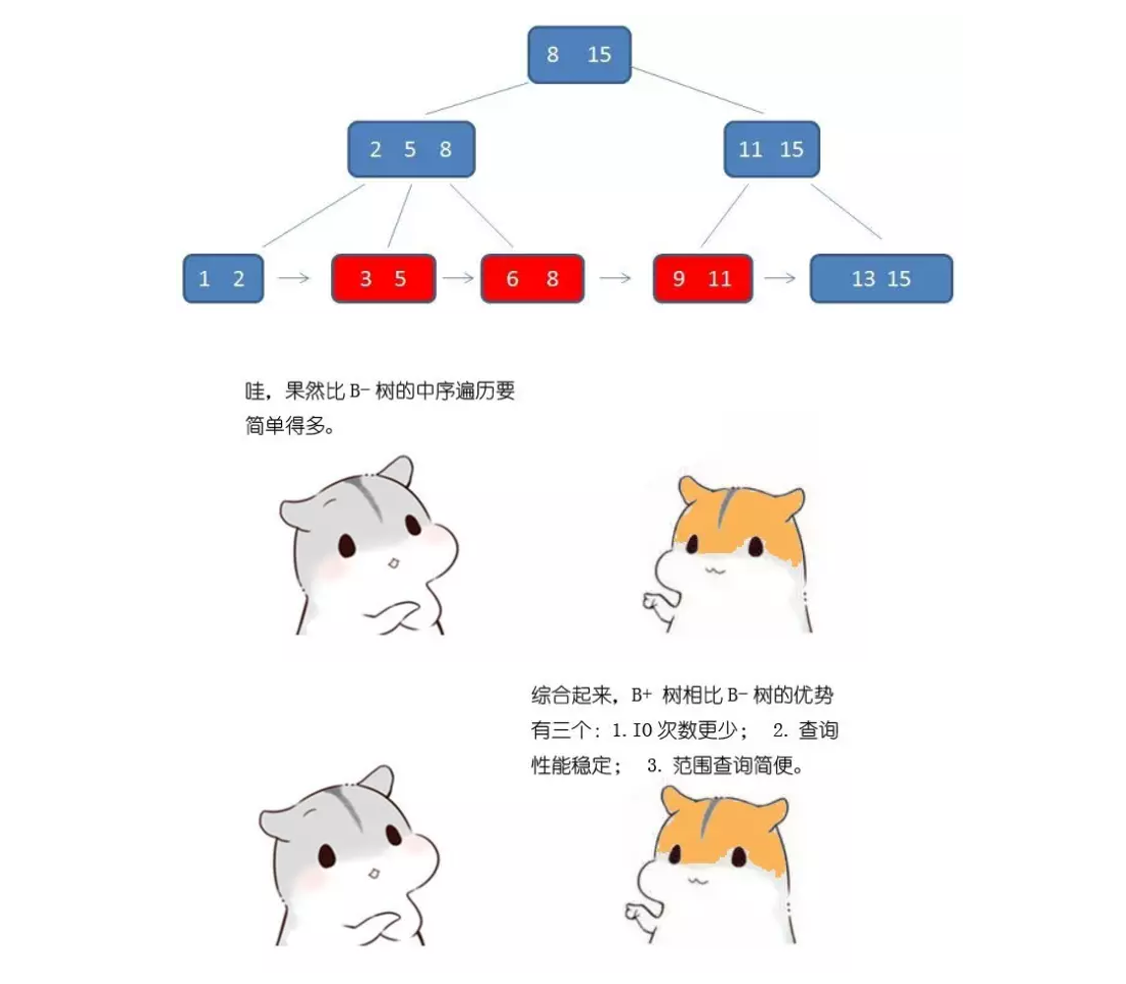 8 15
2 5 8
11 15
1 2
3 5
6 8
9 11
13 15
哇，果然比 B- 树的中序遍历要
简单得多。
综合起来，B+ 树相比 B- 树的优势
有三个：1.IO 次数更少； 2. 查询
性能稳定； 3. 范围查询简便。